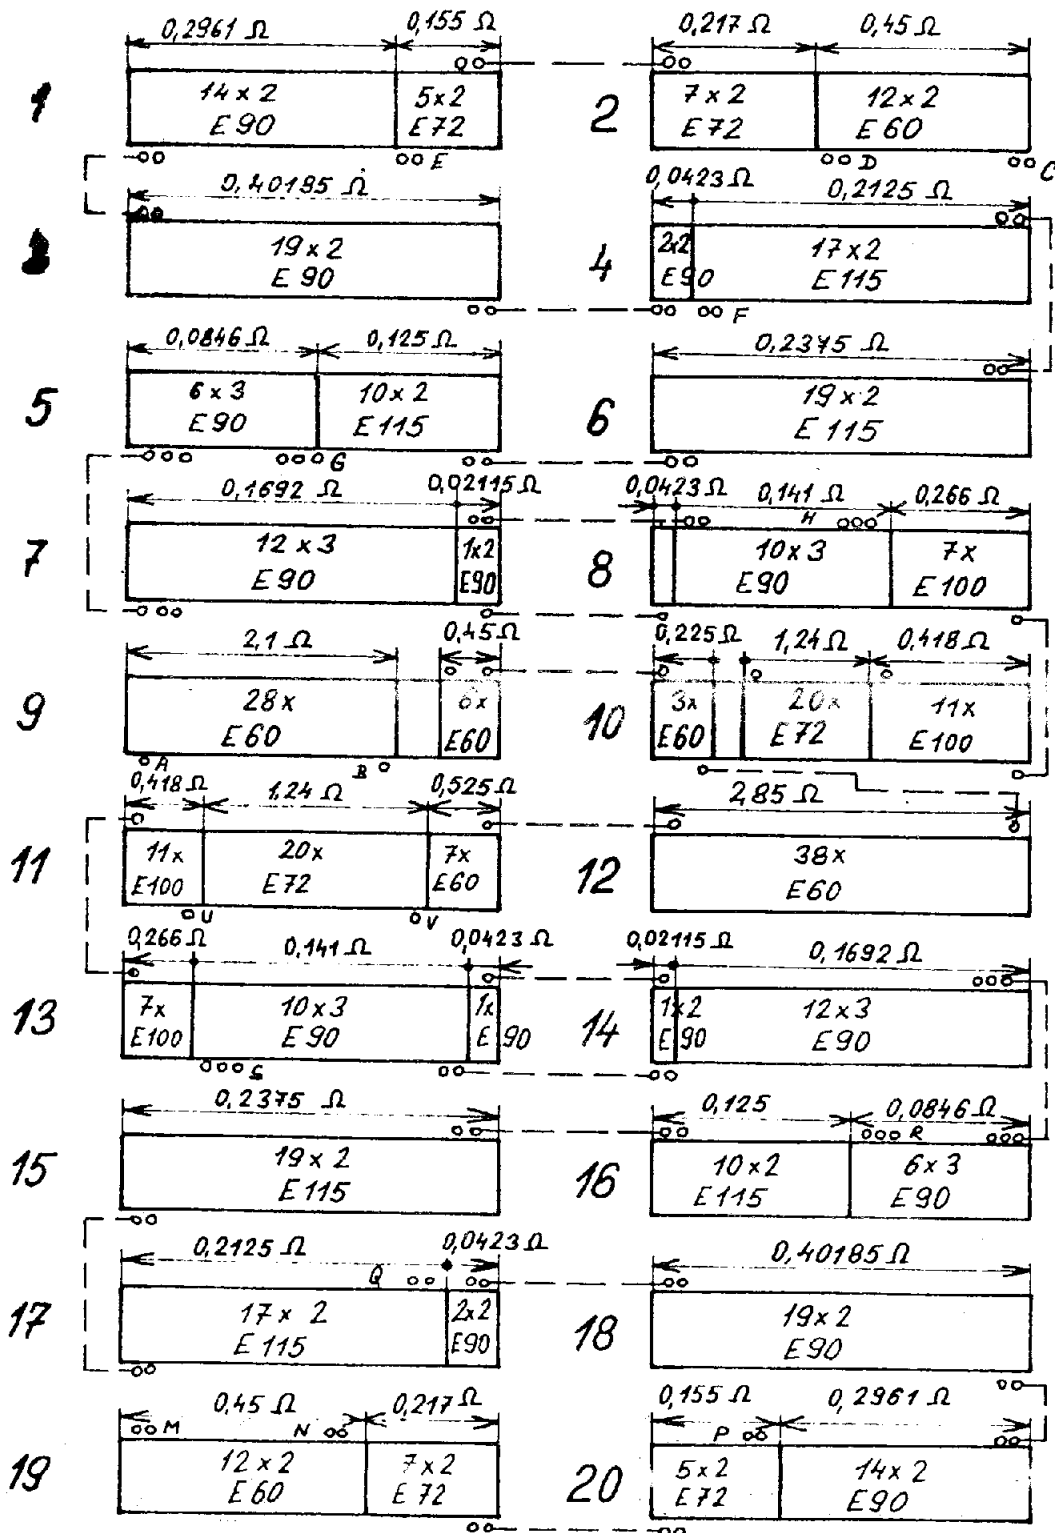 0,2961 Ω 0,155 Ω 0,217 Ω 0,45 Ω
1 14 x 2 5 x 2 2 7 x 2 12 x 2
E 90 E 72 E 72 E 60
E D C
0,40195 Ω 0,0423 Ω 0,2125 Ω
19 x 2 4 2x2 17 x 2
E 90 E 90 E 115
F
0,0846 Ω 0,125 Ω 0,2375 Ω
5 6 x 3 10 x 2 6 19 x 2
E 90 E 115 E 115
G
0,1692 Ω 0,02115 Ω 0,0423 Ω 0,141 Ω 0,266 Ω
H
7 12 x 3 1x2 8 10 x 3 7x
E 90 E90 E 90 E 100
2,1 Ω 0,45 Ω 0,225 Ω 1,24 Ω 0,418 Ω
9 28 x 6x 10 3x 20x 11x
E 60 E60 E60 E 72 E 100
A B
0,418 Ω 1,24 Ω 0,525 Ω 2,85 Ω
11 11x 20x 7x 12 38x
E100 E 72 E60 E 60
U V
0,266 Ω 0,141 Ω 0,0423 Ω 0,02115 Ω 0,1692 Ω
13 7x 10 x 3 1x 14 1x2 12 x 3
E100 E 90 E 90 E 90 E 90
S
0,2375 Ω 0,125 0,0846 Ω
R
15 19 x 2 16 10 x 2 6 x 3
E 115 E 115 E 90
0,2125 Ω 0,0423 Ω 0,40185 Ω
Q
17 17 x 2 2x2 18 19 x 2
E 115 E90 E 90
0,45 Ω 0,217 Ω 0,155 Ω 0,2961 Ω
M N P
19 12 x 2 7 x 2 20 5 x 2 14 x 2
E 60 E 72 E 72 E 90